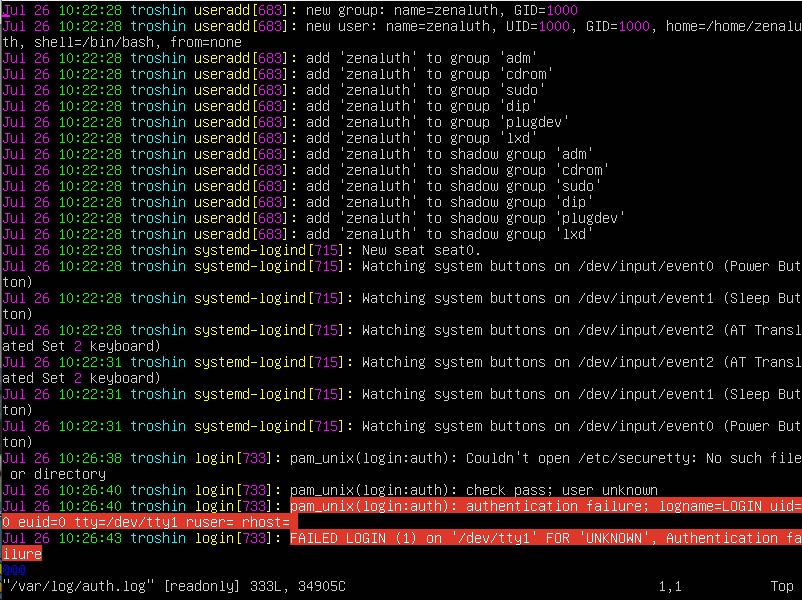 Jul 26 10:22:28 troshin useradd[683]: new group: name=zenaluth, GID=1000
Jul 26 10:22:28 troshin useradd[683]: new user: name=zenaluth, UID=1000, GID=1000, home=/home/zenalu
th, shell=/bin/bash, from=none
Jul 26 10:22:28 troshin useradd[683]: add 'zenaluth' to group 'adm'
Jul 26 10:22:28 troshin useradd[683]: add 'zenaluth' to group 'cdrom'
Jul 26 10:22:28 troshin useradd[683]: add 'zenaluth' to group 'sudo'
Jul 26 10:22:28 troshin useradd[683]: add 'zenaluth' to group 'dip'
Jul 26 10:22:28 troshin useradd[683]: add 'zenaluth' to group 'plugdev'
Jul 26 10:22:28 troshin useradd[683]: add 'zenaluth' to group 'lxd'
Jul 26 10:22:28 troshin useradd[683]: add 'zenaluth' to shadow group 'adm'
Jul 26 10:22:28 troshin useradd[683]: add 'zenaluth' to shadow group 'cdrom'
Jul 26 10:22:28 troshin useradd[683]: add 'zenaluth' to shadow group 'sudo'
Jul 26 10:22:28 troshin useradd[683]: add 'zenaluth' to shadow group 'dip'
Jul 26 10:22:28 troshin useradd[683]: add 'zenaluth' to shadow group 'plugdev'
Jul 26 10:22:28 troshin useradd[683]: add 'zenaluth' to shadow group 'lxd'
Jul 26 10:22:28 troshin systemd-logind[715]: New seat seat0.
Jul 26 10:22:28 troshin systemd-logind[715]: Watching system buttons on /dev/input/event0 (Power But
ton)
Jul 26 10:22:28 troshin systemd-logind[715]: Watching system buttons on /dev/input/event1 (Sleep But
ton)
Jul 26 10:22:28 troshin systemd-logind[715]: Watching system buttons on /dev/input/event2 (AT Transl
ated Set 2 keyboard)
Jul 26 10:22:31 troshin systemd-logind[715]: Watching system buttons on /dev/input/event2 (AT Transl
ated Set 2 keyboard)
Jul 26 10:22:31 troshin systemd-logind[715]: Watching system buttons on /dev/input/event1 (Sleep But
ton)
Jul 26 10:22:31 troshin systemd-logind[715]: Watching system buttons on /dev/input/event0 (Power But
ton)
Jul 26 10:26:38 troshin login[733]: pam_unix(login:auth): Couldn't open /etc/securetty: No such file
 or directory
Jul 26 10:26:40 troshin login[733]: pam_unix(login:auth): check pass; user unknown
Jul 26 10:26:40 troshin login[733]: pam_unix(login:auth): authentication failure; logname=LOGIN uid=
0 euid=0 tty=/dev/tty1 ruser= rhost=
Jul 26 10:26:43 troshin login[733]: FAILED LOGIN (1) on '/dev/tty1' FOR 'UNKNOWN', Authentication fa
ilure
@@@
"/var/log/auth.log" [readonly] 333L, 34905C 1,1 Top